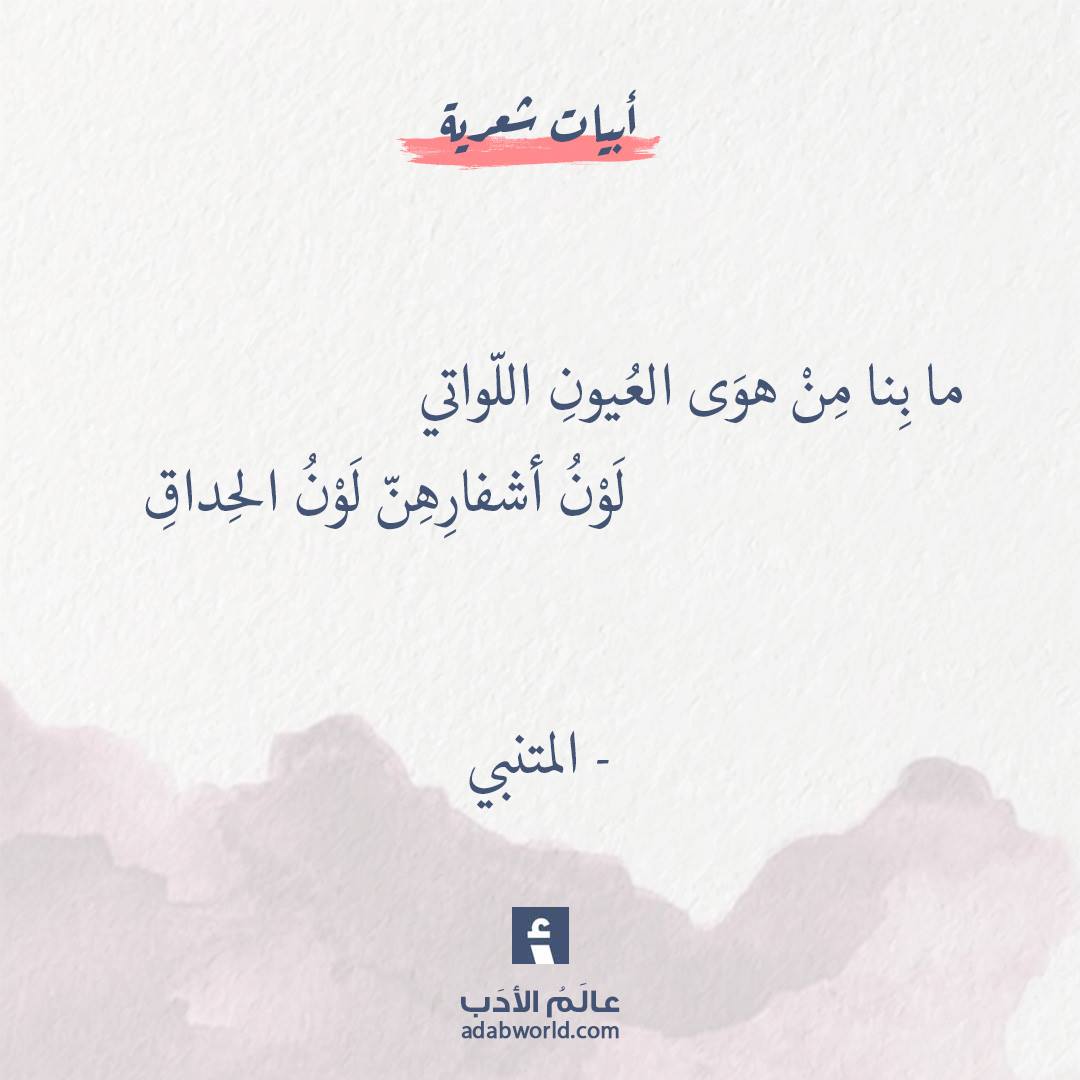 أبيات شعرية
ما بِنا مِنْ هوَى العُيونِ اللّواتي
لَوْنُ أشفارِهِنّ لَوْنُ الحِداقِ
- المتنبي
أ
عالَمُ الأدَب
adabworld.com